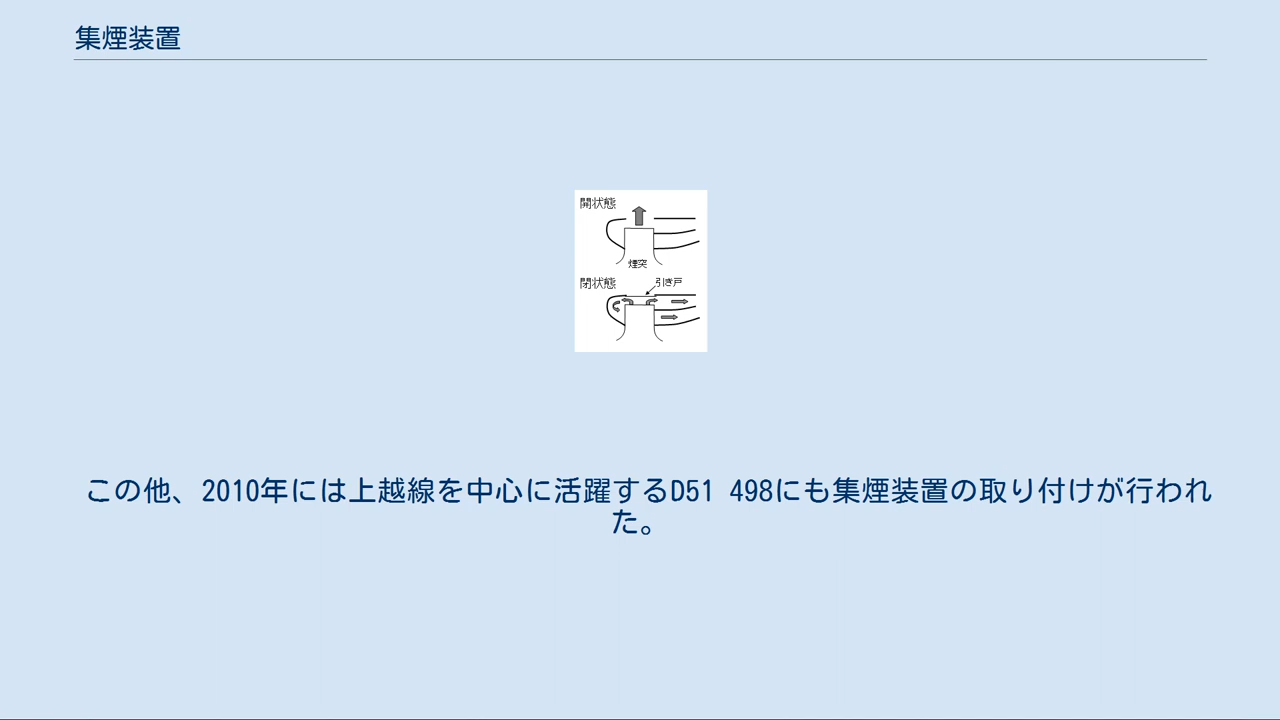 集煙装置
開状態
煙突
閉状態
引き戸
この他、2010年には上越線を中心に活躍するD51 498にも集煙装置の取り付けが行われ
た。